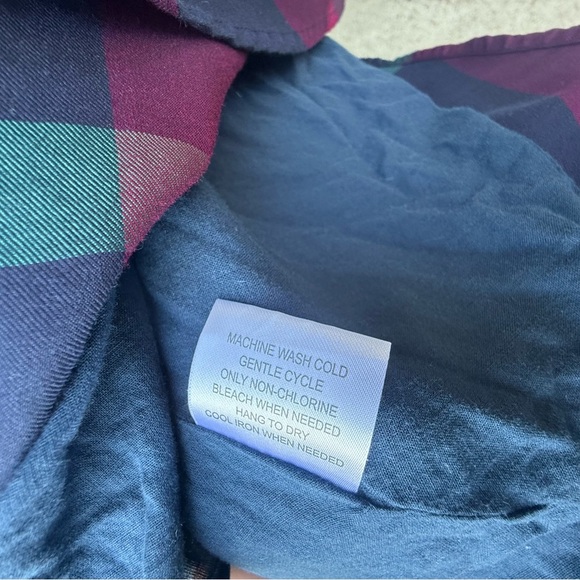 MACHINE WASH COLD
GENTLE CYCLE
ONLY NON-CHLORINE
BLEACH WHEN NEEDED
HANG TO DRY
COOL IRON WHEN NEEDED